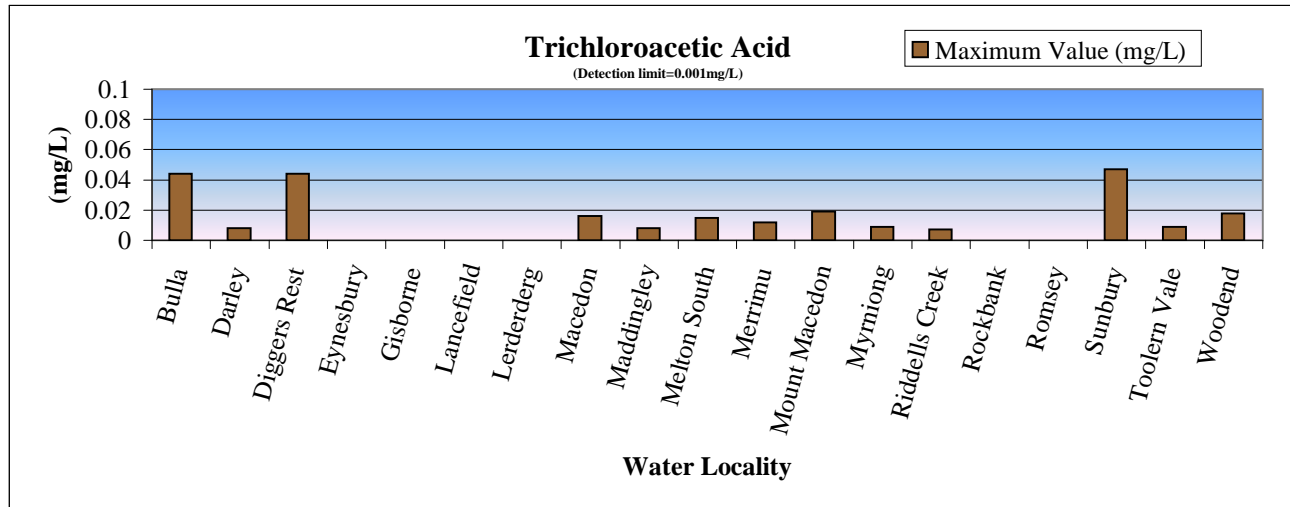 Trichloroacetic Acid
(Detection limit=0.001mg/L)
Maximum Value (mg/L)
(mg/L)
0.1
0.08
0.06
0.04
0.02
0
Bulla
Darley
Diggers Rest
Eynesbury
Gisborne
Lancefield
Lerderderg
Macedon
Maddingley
Melton South
Merrimu
Mount Macedon
Myrniong
Riddells Creek
Rockbank
Romsey
Sunbury
Toolern Vale
Woodend
Water Locality